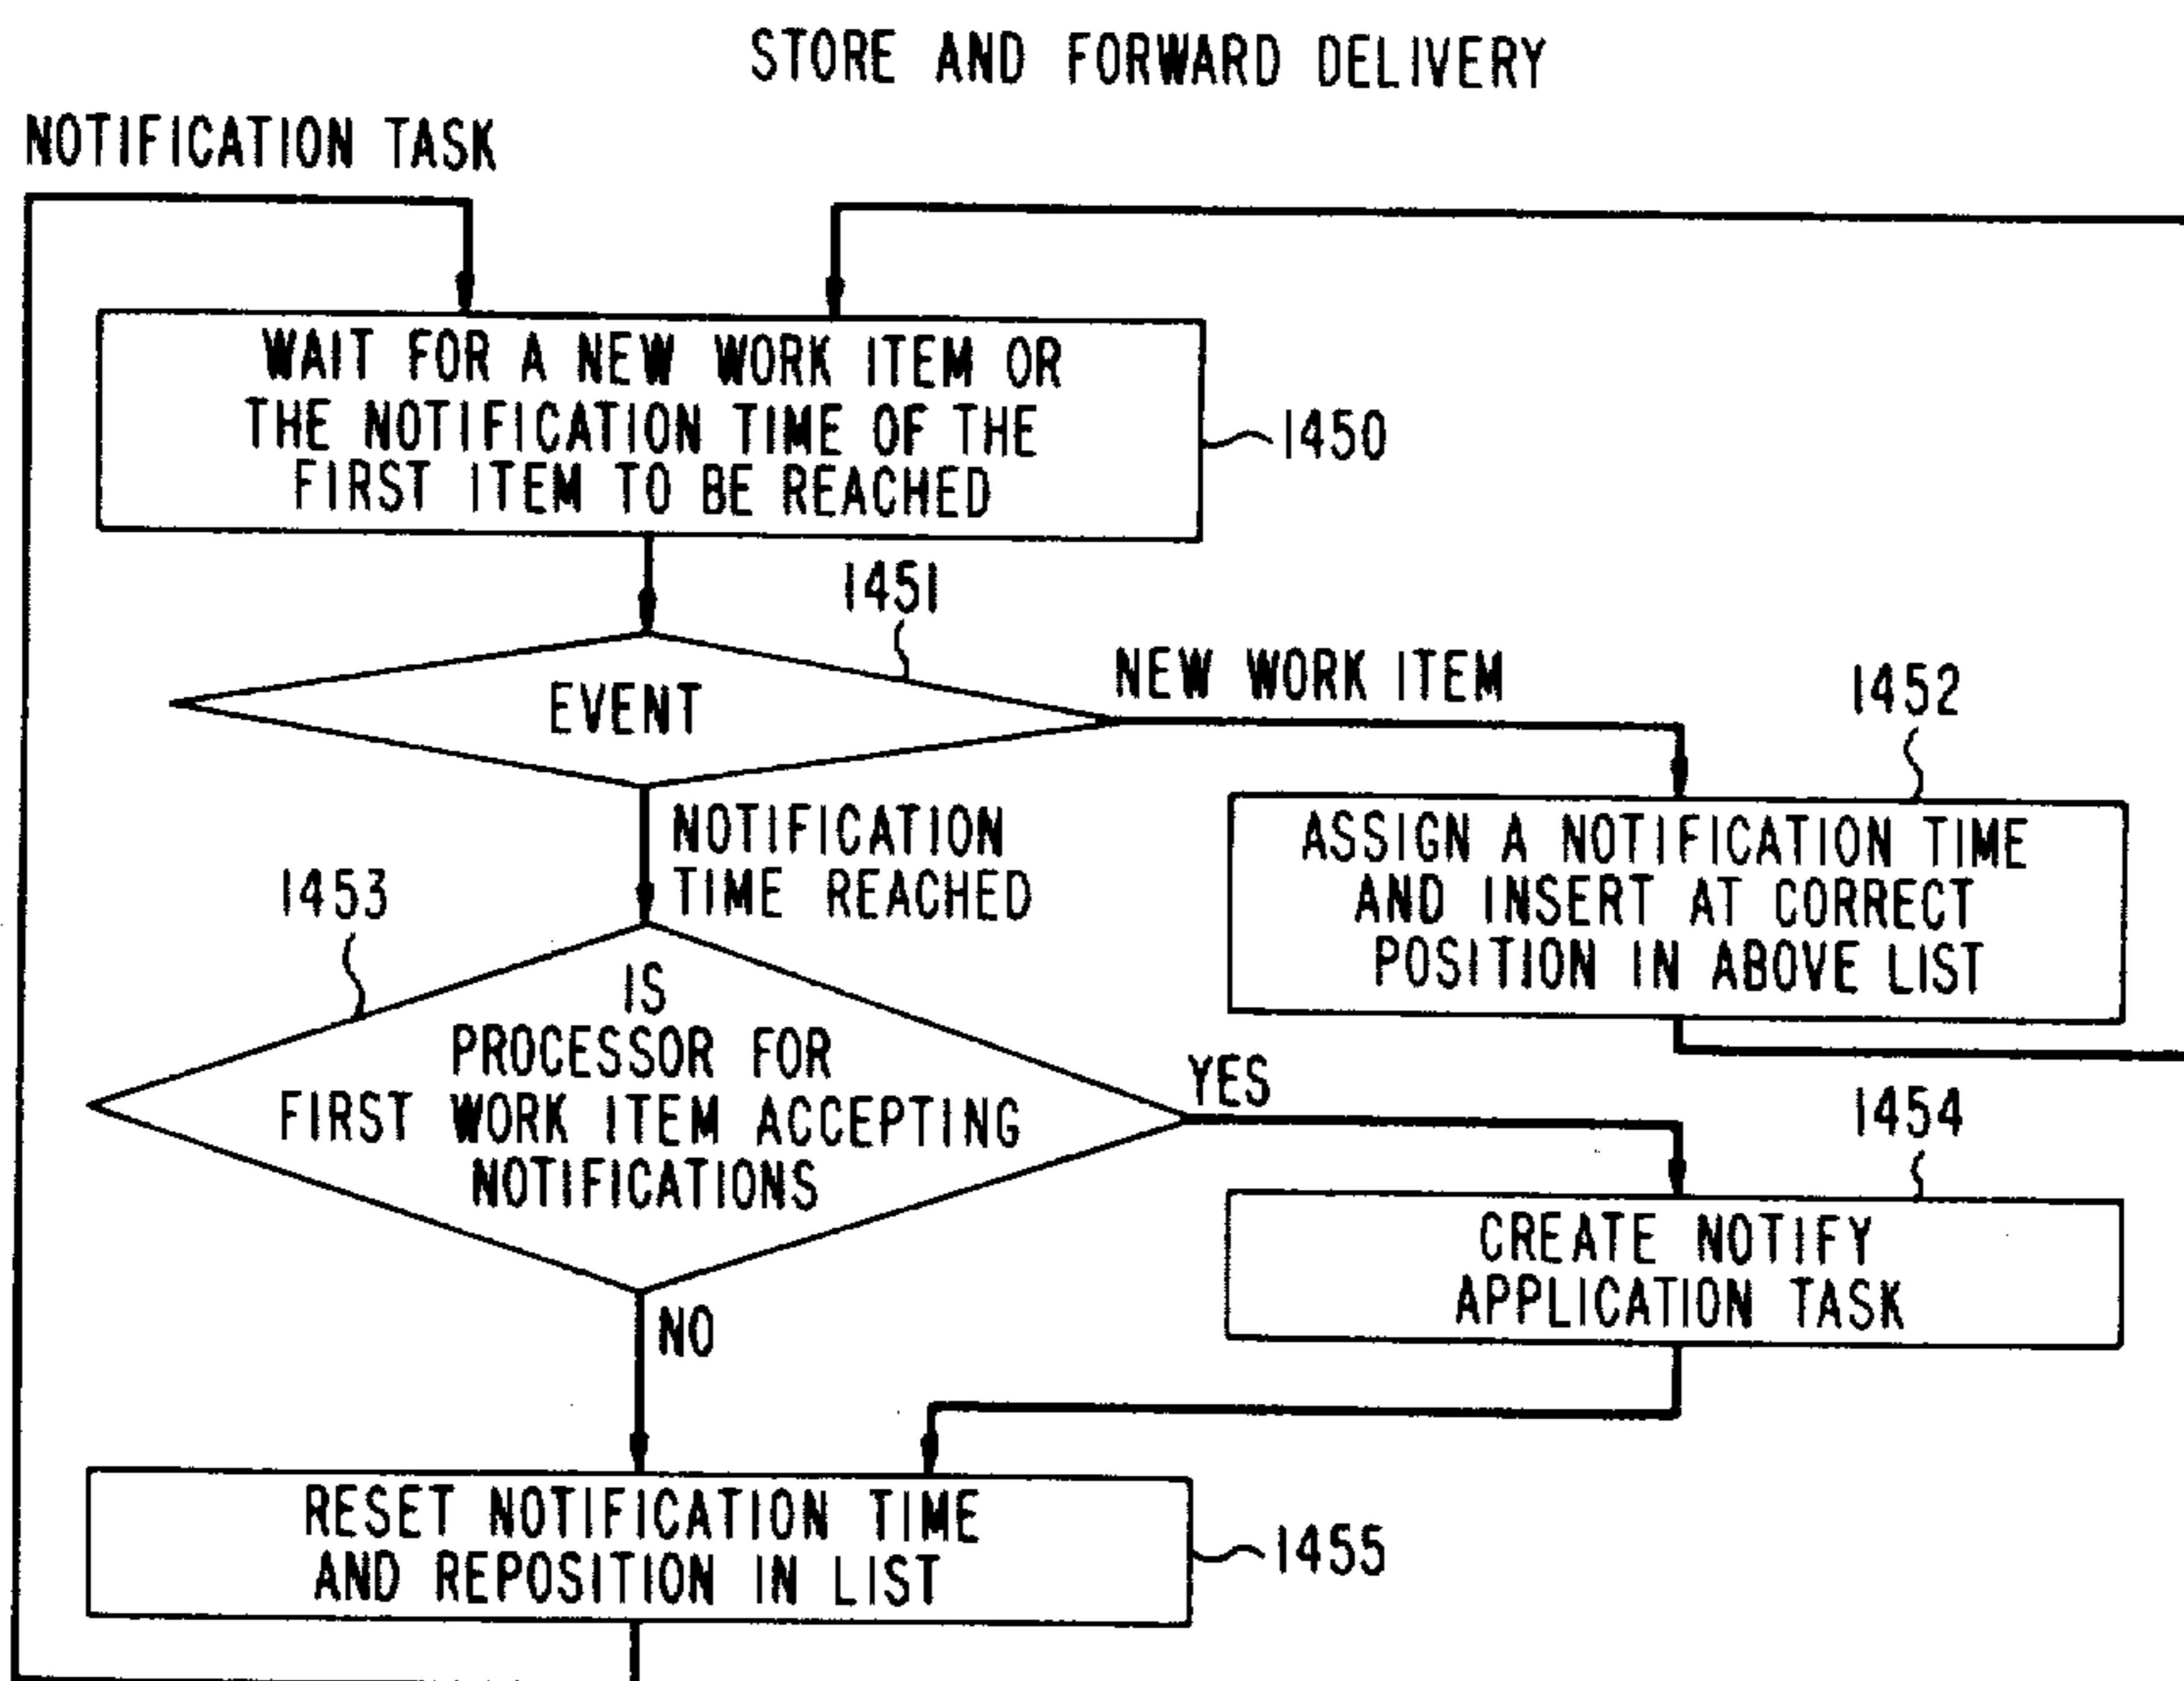 STORE AND FORWARD DELIVERY
NOTIFICATION TASK
WAIT FOR A NEW WORK ITEM OR
THE NOTIFICATION TIME OF THE
FIRST ITEM TO BE REACHED
1450
1451
EVENT
NEW WORK ITEM
1452
NOTIFICATION
TIME REACHED
ASSIGN A NOTIFICATION TIME
AND INSERT AT CORRECT
POSITION IN ABOVE LIST
1453
IS
PROCESSOR FOR
FIRST WORK ITEM ACCEPTING
NOTIFICATIONS
YES
1454
CREATE NOTIFY
APPLICATION TASK
NO
RESET NOTIFICATION TIME
AND REPOSITION IN LIST
1455